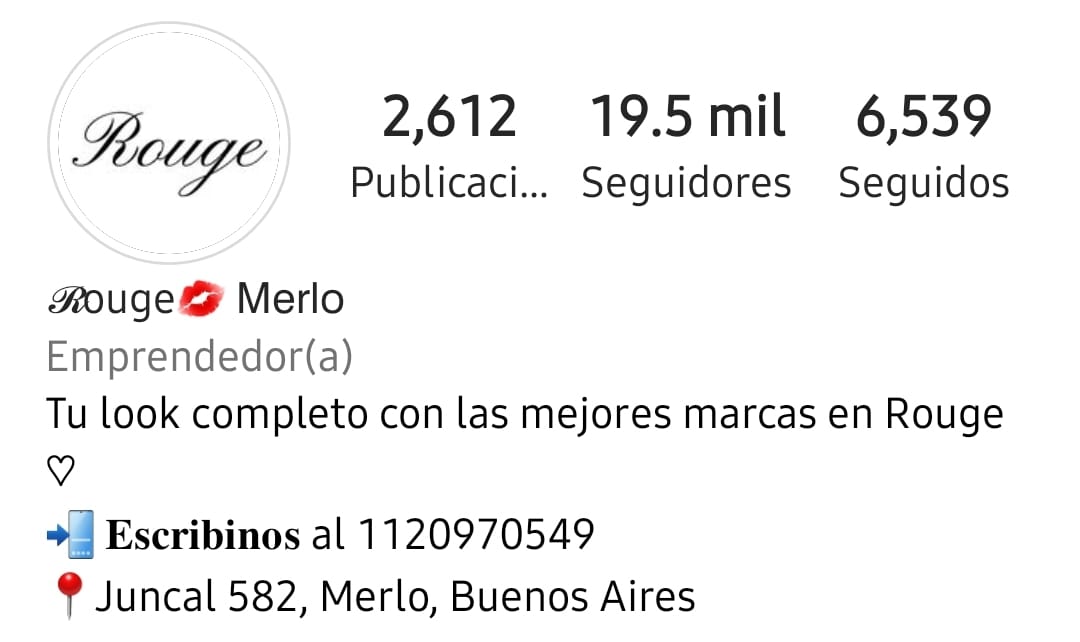 Rouge
2,612 19.5 mil 6,539
Publicaci... Seguidores Seguidos
ℛouge💋 Merlo
Emprendedor(a)
Tu look completo con las mejores marcas en Rouge
♡
📲 𝐄𝐬𝐜𝐫𝐢𝐛𝐢𝐧𝐨𝐬 al 1120970549
📍Juncal 582, Merlo, Buenos Aires